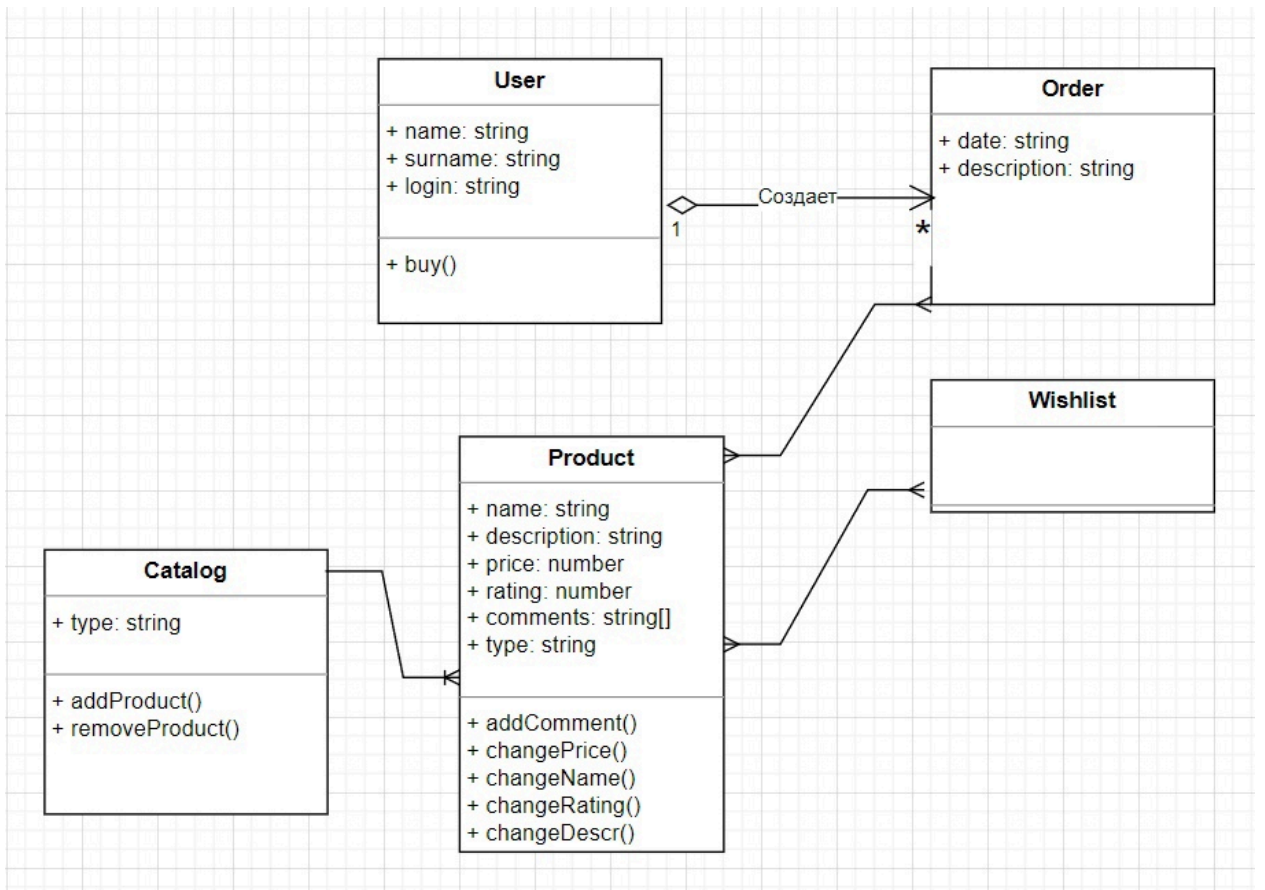 User
+ name: string
+ surname: string
+ login: string
+ buy()
Создает
1
*
Order
+ date: string
+ description: string
Wishlist
Product
+ name: string
+ description: string
+ price: number
+ rating: number
+ comments: string[]
+ type: string
+ addComment()
+ changePrice()
+ changeName()
+ changeRating()
+ changeDescr()
Catalog
+ type: string
+ addProduct()
+ removeProduct()